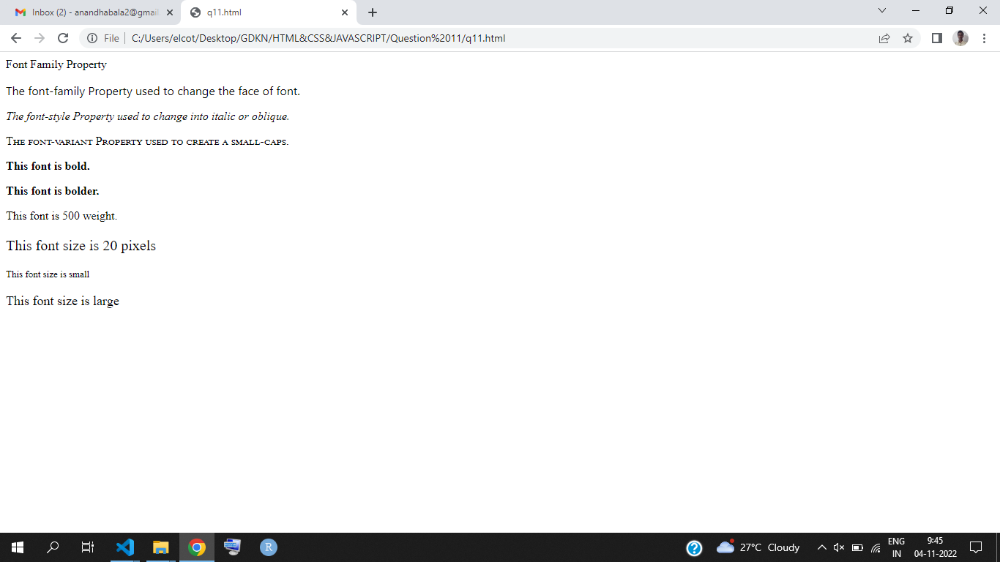 Inbox (2) - anandhabala2@gmail
q11.html
File
C:/Users/elcot/Desktop/GDKN/HTML&CSS&JAVASCRIPT/Question%2011/q11.html
Font Family Property
The font-family Property used to change the face of font.
The font-style Property used to change into italic or oblique.
The font-variant Property used to create a small-caps.
This font is bold.
This font is bolder.
This font is 500 weight.
This font size is 20 pixels
This font size is small
This font size is large
R
?
27°C Cloudy
ENG
IN
9:45
04-11-2022